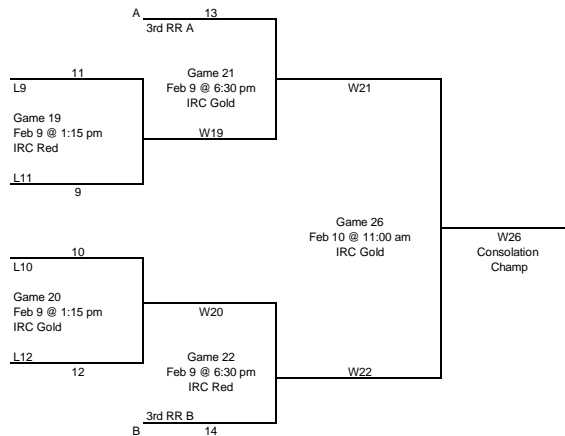 A
13
3rd RR A
Game 21
Feb 9 @ 6:30 pm
IRC Gold
11
L9
W21
Game 19
Feb 9 @ 1:15 pm
IRC Red
W19
L11
9
Game 26
Feb 10 @ 11:00 am
IRC Gold
W26
Consolation
Champ
10
L10
Game 20
Feb 9 @ 1:15 pm
IRC Gold
W20
L12
12
Game 22
Feb 9 @ 6:30 pm
IRC Red
W22
3rd RR B
B
14